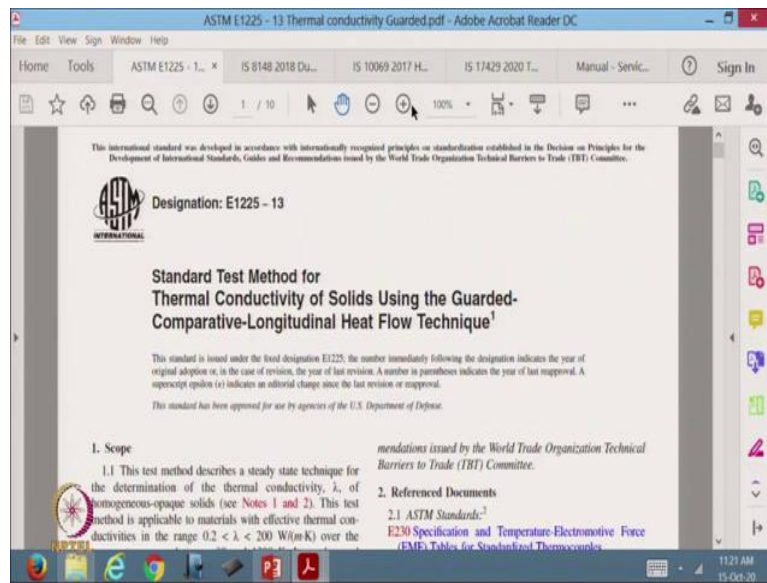 ASTM E1225 - 13 Thermal conductivity Guarded.pdf - Adobe Acrobat Reader DC
File Edit View Sign Window Help
Home Tools ASTM E1225 - 1... × IS 8148 2018 Du... IS 10069 2017 H... IS 17429 2020 T... Manual - Servic... Sign In
1 / 10 100%
This international standard was developed in accordance with internationally recognized principles on standardization established in the Decision on Principles for the
Development of International Standards, Guides and Recommendations issued by the World Trade Organization Technical Barriers to Trade (TBT) Committee.
ASTM
INTERNATIONAL
Designation: E1225 – 13
Standard Test Method for
Thermal Conductivity of Solids Using the Guarded-
Comparative-Longitudinal Heat Flow Technique1
This standard is issued under the fixed designation E1225; the number immediately following the designation indicates the year of
original adoption or, in the case of revision, the year of last revision. A number in parentheses indicates the year of last reapproval. A
superscript epsilon (ε) indicates an editorial change since the last revision or reapproval.
This standard has been approved for use by agencies of the U.S. Department of Defense.
1. Scope
1.1 This test method describes a steady state technique for
the determination of the thermal conductivity, λ, of
homogeneous-opaque solids (see Notes 1 and 2). This test
method is applicable to materials with effective thermal con-
ductivities in the range 0.2 < λ < 200 W/(m·K) over the
mendations issued by the World Trade Organization Technical
Barriers to Trade (TBT) Committee.
2. Referenced Documents
2.1 ASTM Standards:2
E230 Specification and Temperature-Electromotive Force
(EMF) Tables for Standardized Thermocouples
NPTEL
11:21 AM
15-Oct-20